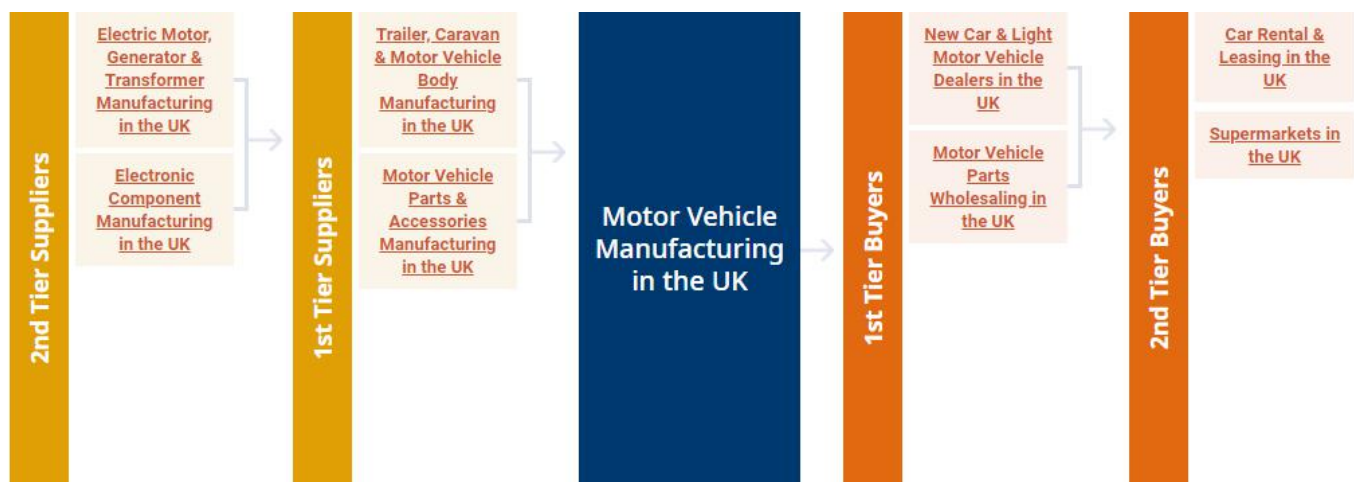 2nd Tier Suppliers
Electric Motor,
Generator &
Transformer
Manufacturing
in the UK
Electronic
Component
Manufacturing
in the UK
1st Tier Suppliers
Trailer, Caravan
& Motor Vehicle
Body
Manufacturing
in the UK
Motor Vehicle
Parts &
Accessories
Manufacturing
in the UK
Motor Vehicle
Manufacturing
in the UK
1st Tier Buyers
New Car & Light
Motor Vehicle
Dealers in the
UK
Motor Vehicle
Parts
Wholesaling in
the UK
2nd Tier Buyers
Car Rental &
Leasing in the
UK
Supermarkets in
the UK